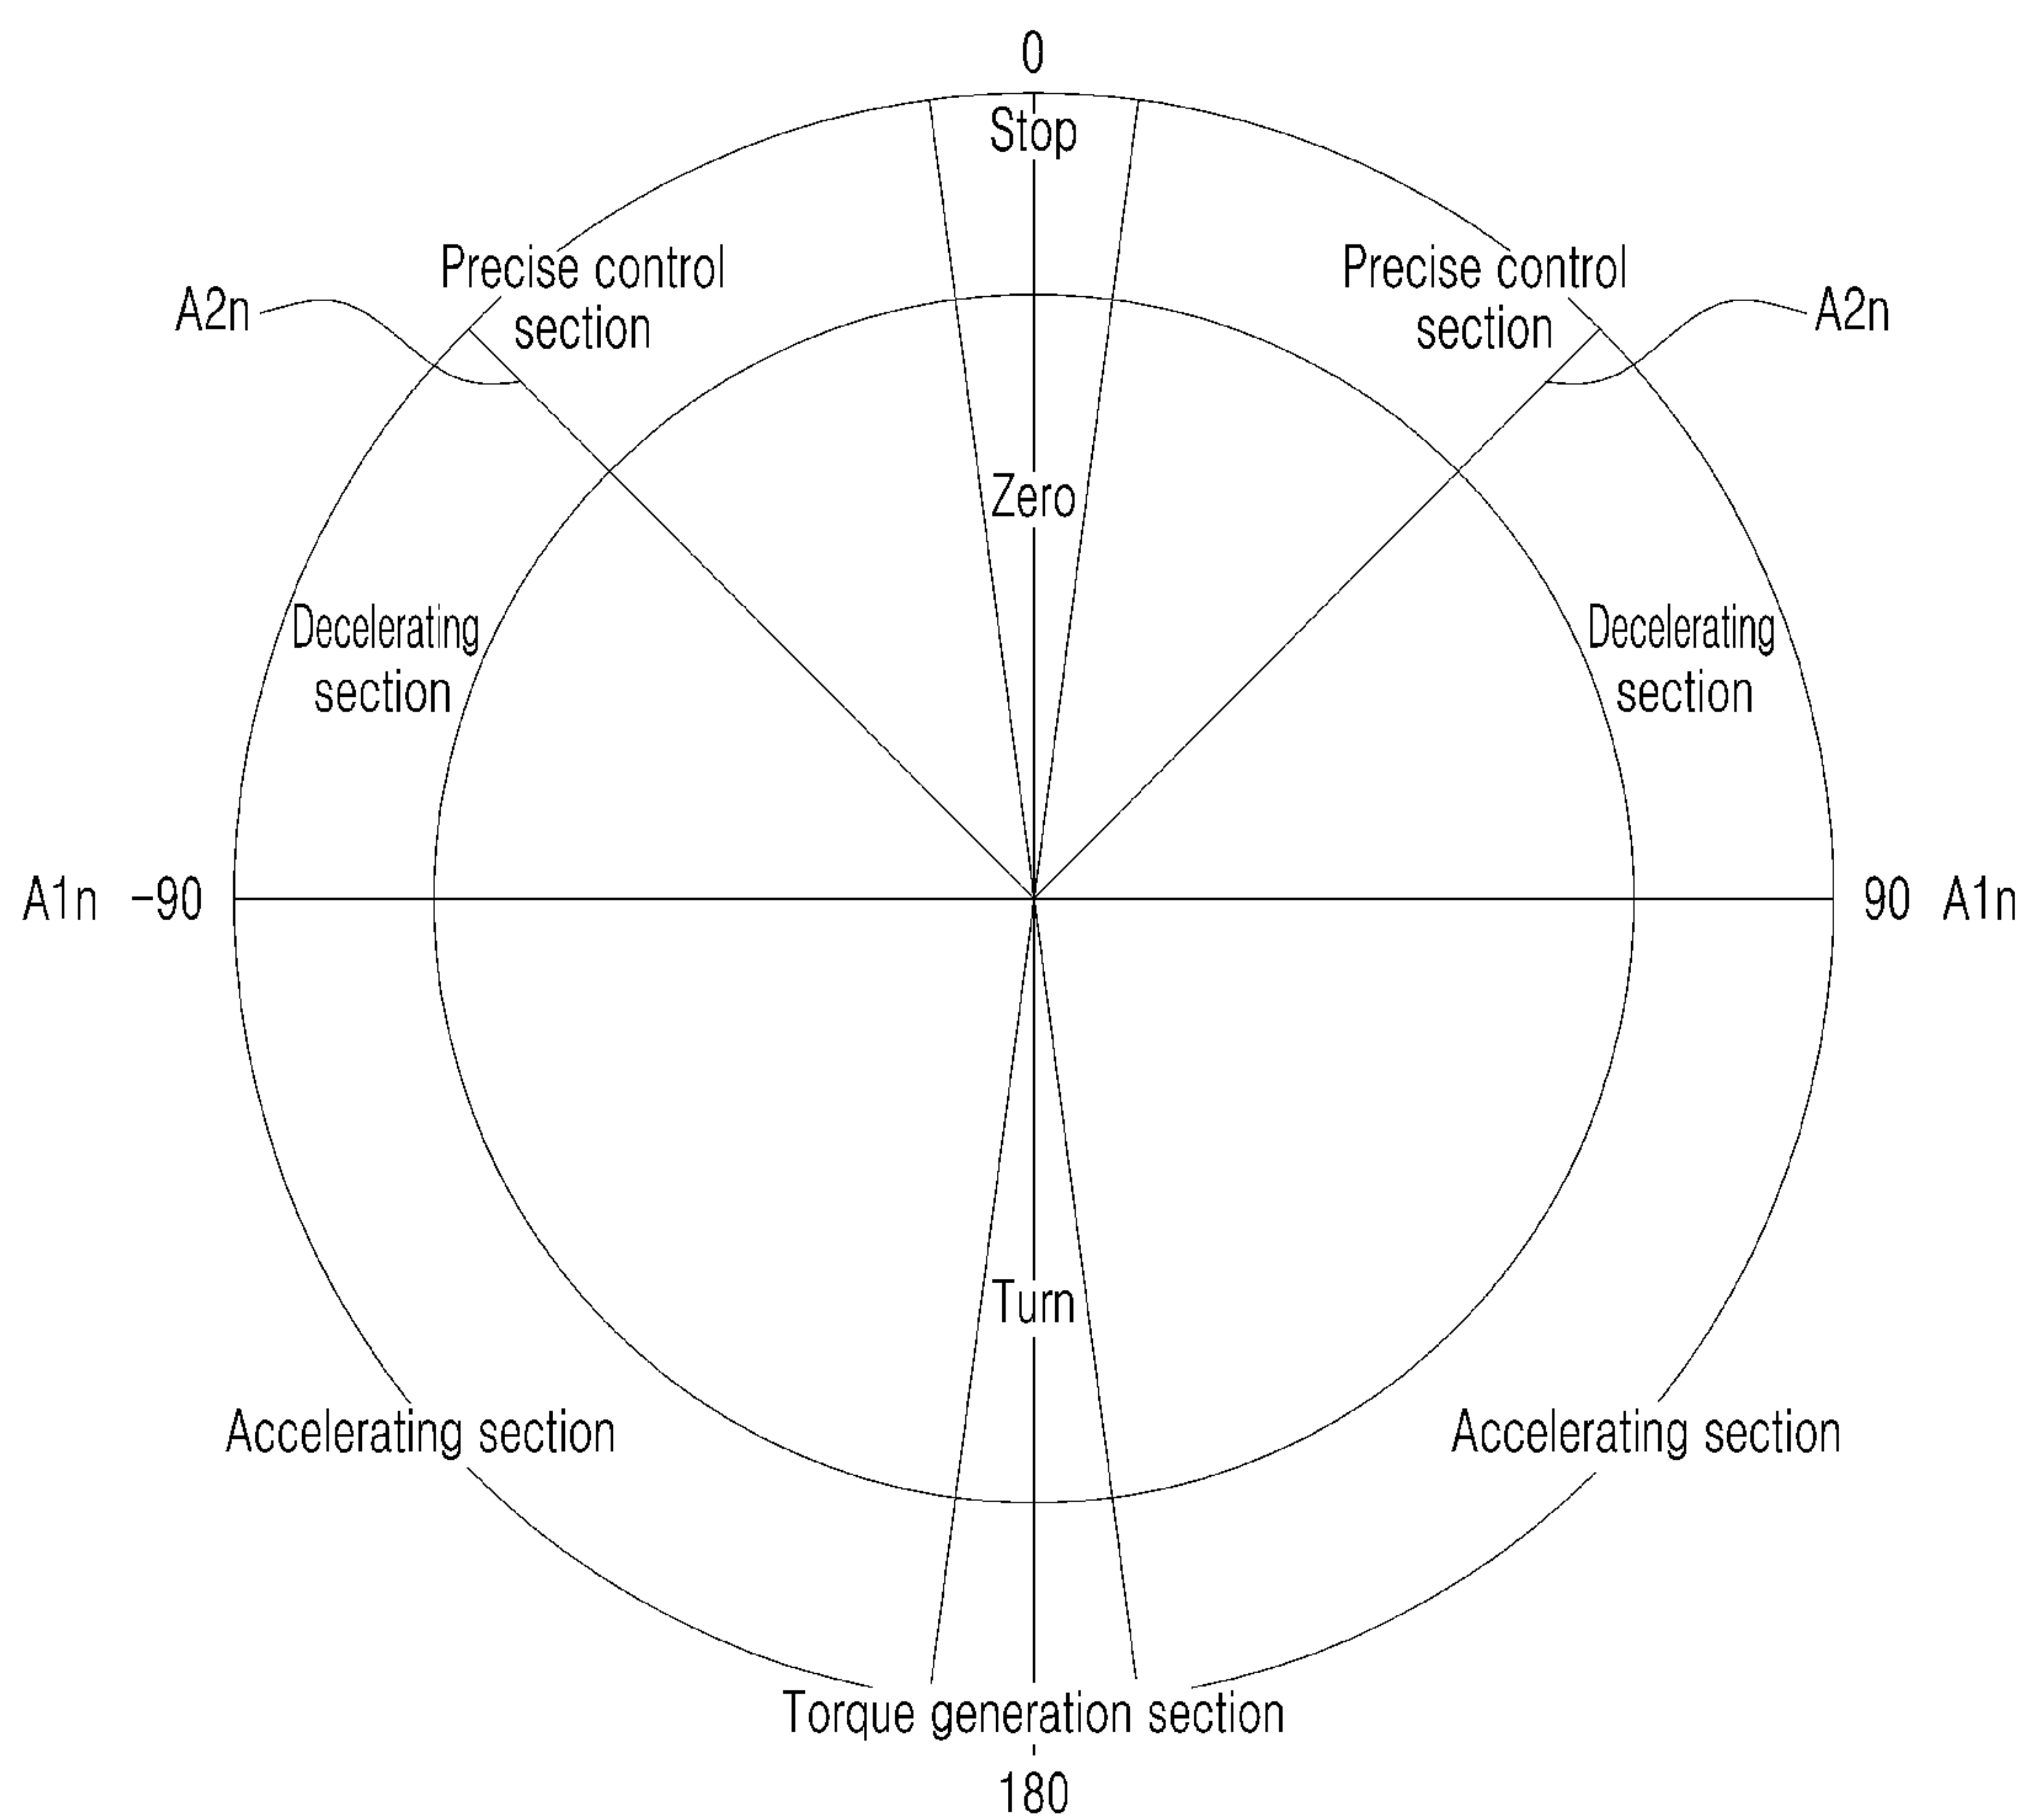 0
Stop
Precise control
section
Precise control
section
A2n
A2n
Zero
Decelerating
section
Decelerating
section
A1n -90
90 A1n
Turn
Accelerating section
Accelerating section
Torque generation section
180